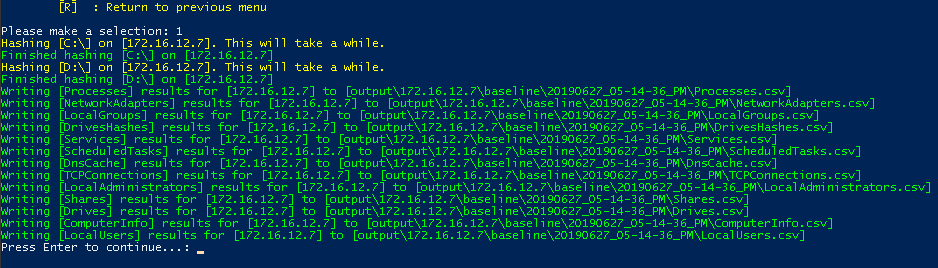 [R]  : Return to previous menu
Please make a selection: 1
Hashing [C:\] on [172.16.12.7]. This will take a while.
Finished hashing [C:\] on [172.16.12.7]
Hashing [D:\] on [172.16.12.7]. This will take a while.
Finished hashing [D:\] on [172.16.12.7]
Writing [Processes] results for [172.16.12.7] to [output\172.16.12.7\baseline\20190627_05-14-36_PM\Processes.csv]
Writing [NetworkAdapters] results for [172.16.12.7] to [output\172.16.12.7\baseline\20190627_05-14-36_PM\NetworkAdapters.csv]
Writing [LocalGroups] results for [172.16.12.7] to [output\172.16.12.7\baseline\20190627_05-14-36_PM\LocalGroups.csv]
Writing [DrivesHashes] results for [172.16.12.7] to [output\172.16.12.7\baseline\20190627_05-14-36_PM\DrivesHashes.csv]
Writing [Services] results for [172.16.12.7] to [output\172.16.12.7\baseline\20190627_05-14-36_PM\Services.csv]
Writing [ScheduledTasks] results for [172.16.12.7] to [output\172.16.12.7\baseline\20190627_05-14-36_PM\ScheduledTasks.csv]
Writing [DnsCache] results for [172.16.12.7] to [output\172.16.12.7\baseline\20190627_05-14-36_PM\DnsCache.csv]
Writing [TCPConnections] results for [172.16.12.7] to [output\172.16.12.7\baseline\20190627_05-14-36_PM\TCPConnections.csv]
Writing [LocalAdministrators] results for [172.16.12.7] to [output\172.16.12.7\baseline\20190627_05-14-36_PM\LocalAdministrators.csv]
Writing [Shares] results for [172.16.12.7] to [output\172.16.12.7\baseline\20190627_05-14-36_PM\Shares.csv]
Writing [Drives] results for [172.16.12.7] to [output\172.16.12.7\baseline\20190627_05-14-36_PM\Drives.csv]
Writing [ComputerInfo] results for [172.16.12.7] to [output\172.16.12.7\baseline\20190627_05-14-36_PM\ComputerInfo.csv]
Writing [LocalUsers] results for [172.16.12.7] to [output\172.16.12.7\baseline\20190627_05-14-36_PM\LocalUsers.csv]
Press Enter to continue...: _